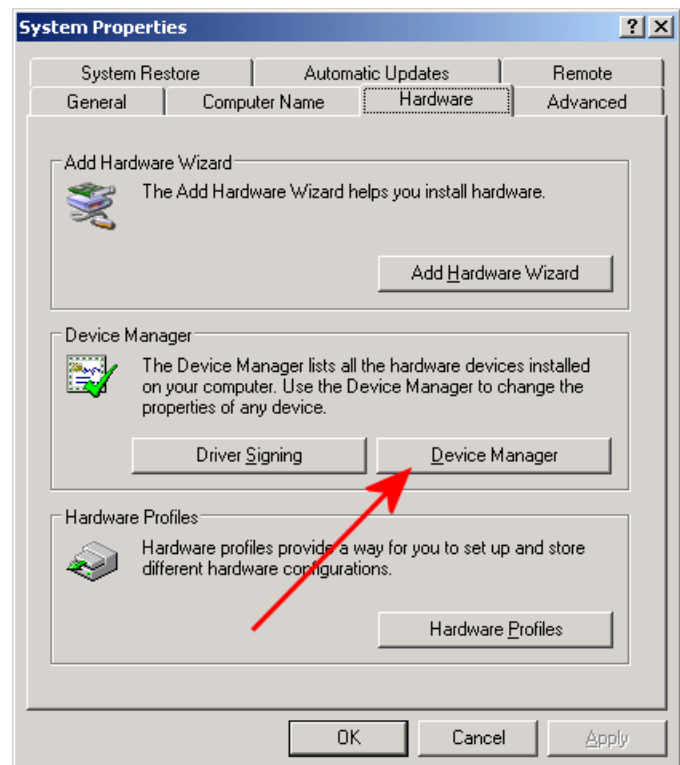 System Properties
System Restore Automatic Updates Remote
General Computer Name Hardware Advanced
Add Hardware Wizard
The Add Hardware Wizard helps you install hardware.
Add Hardware Wizard
Device Manager
The Device Manager lists all the hardware devices installed
on your computer. Use the Device Manager to change the
properties of any device.
Driver Signing Device Manager
Hardware Profiles
Hardware profiles provide a way for you to set up and store
different hardware configurations.
Hardware Profiles
OK Cancel Apply